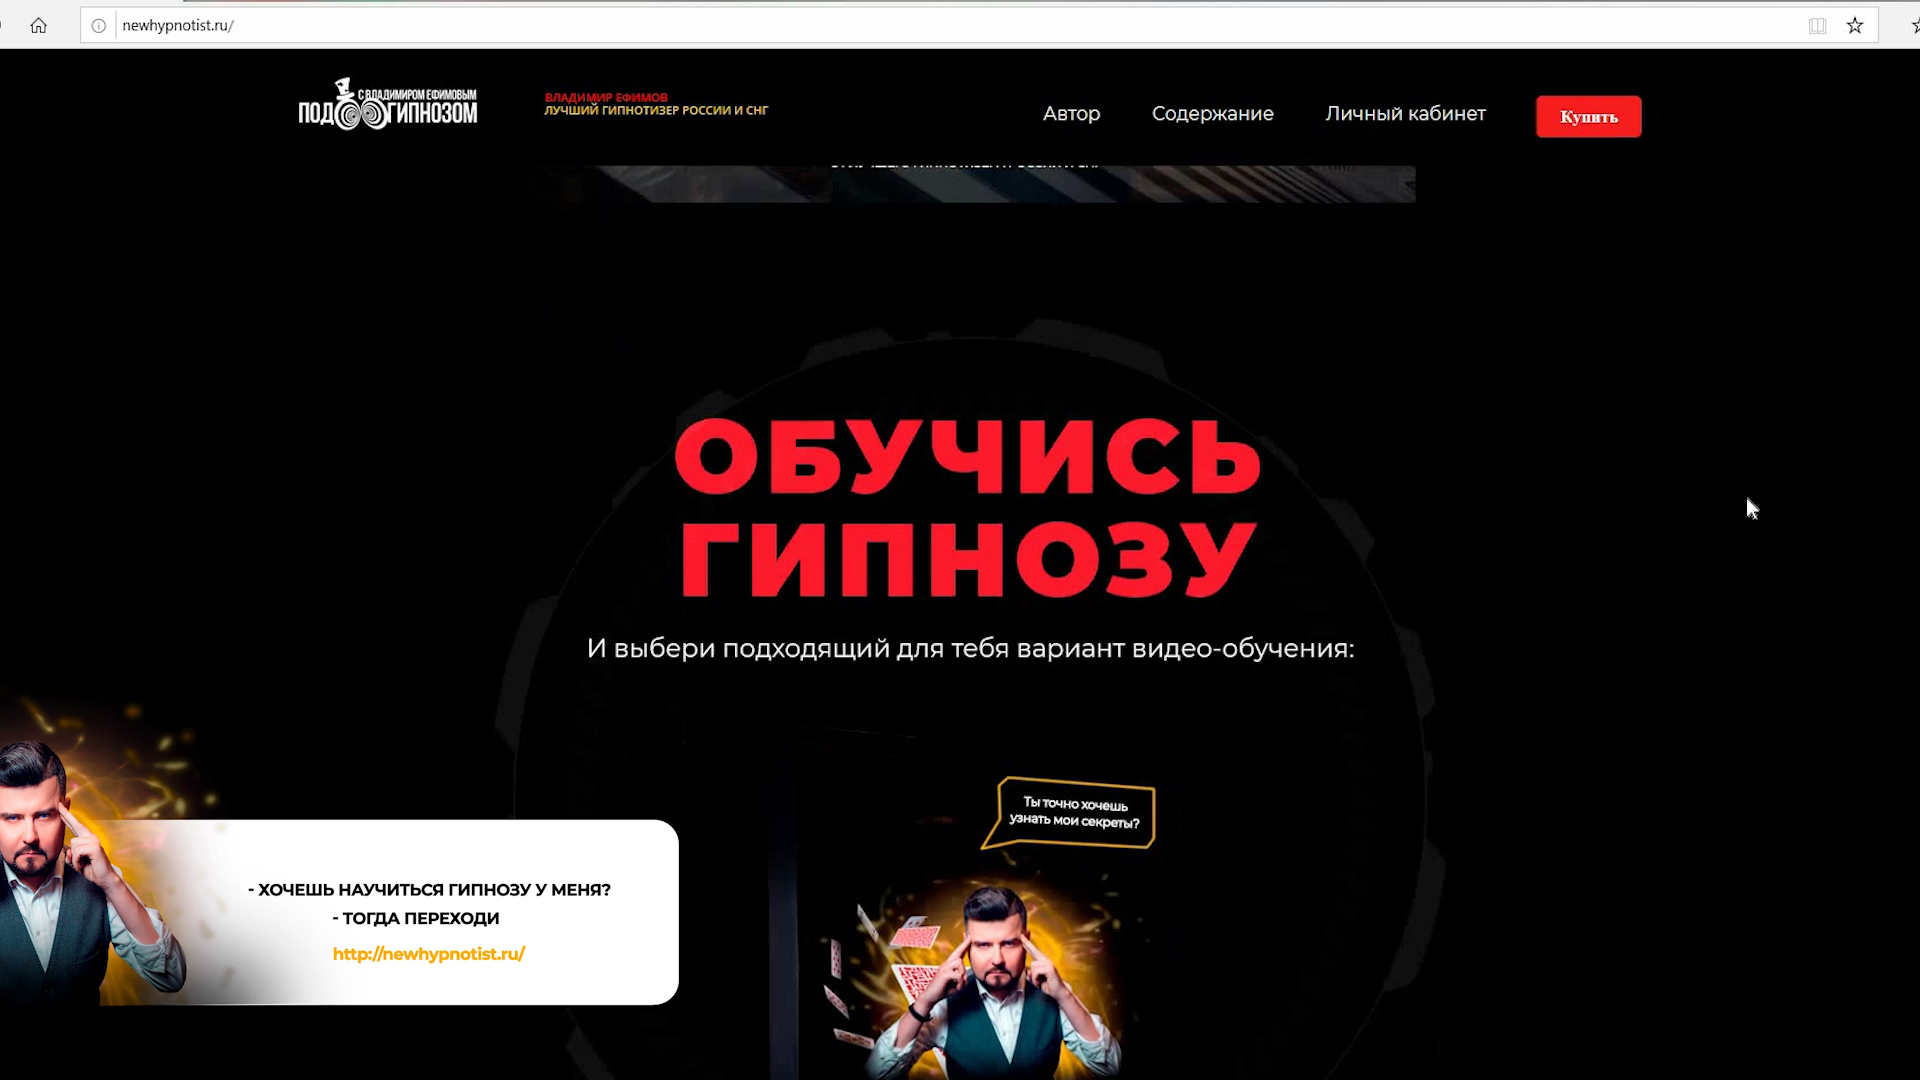 newhypnotist.ru/
С ВЛАДИМИРОМ ЕФИМОВЫМ
ПОД ГИПНОЗОМ
ВЛАДИМИР ЕФИМОВ
ЛУЧШИЙ ГИПНОТИЗЕР РОССИИ И СНГ
Автор
Содержание
Личный кабинет
Купить
ОБУЧИСЬ
ГИПНОЗУ
И выбери подходящий для тебя вариант видео-обучения:
Ты точно хочешь
узнать мои секреты?
- ХОЧЕШЬ НАУЧИТЬСЯ ГИПНОЗУ У МЕНЯ?
- ТОГДА ПЕРЕХОДИ
http://newhypnotist.ru/